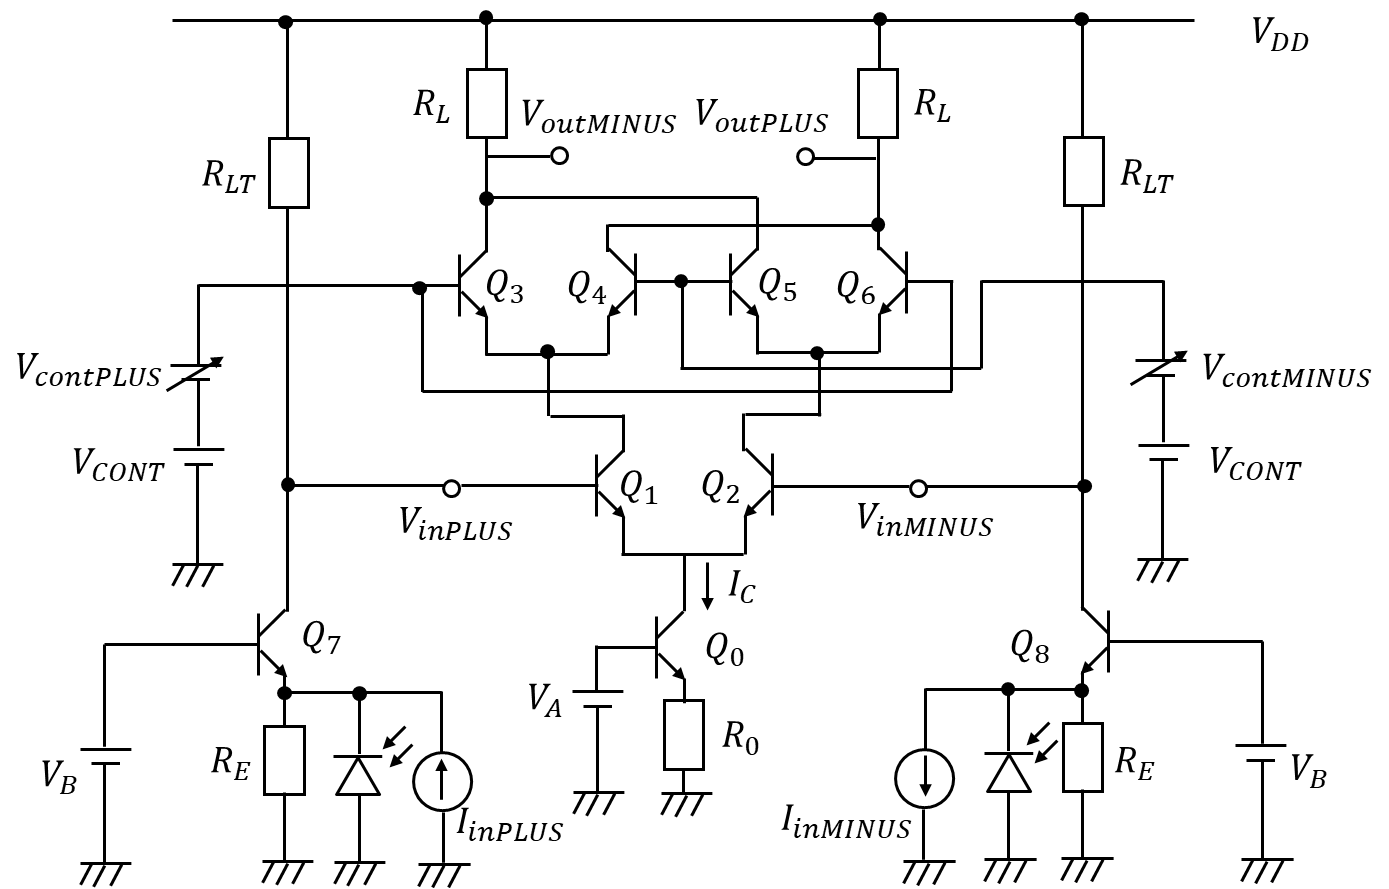 V_DD
R_L
V_outMINUS
V_outPLUS
R_L
R_LT
R_LT
Q_3
Q_4
Q_5
Q_6
V_contPLUS
V_contMINUS
V_CONT
V_CONT
Q_1
Q_2
V_inPLUS
V_inMINUS
I_C
Q_7
Q_0
Q_8
V_A
R_0
V_B
R_E
I_inPLUS
I_inMINUS
R_E
V_B